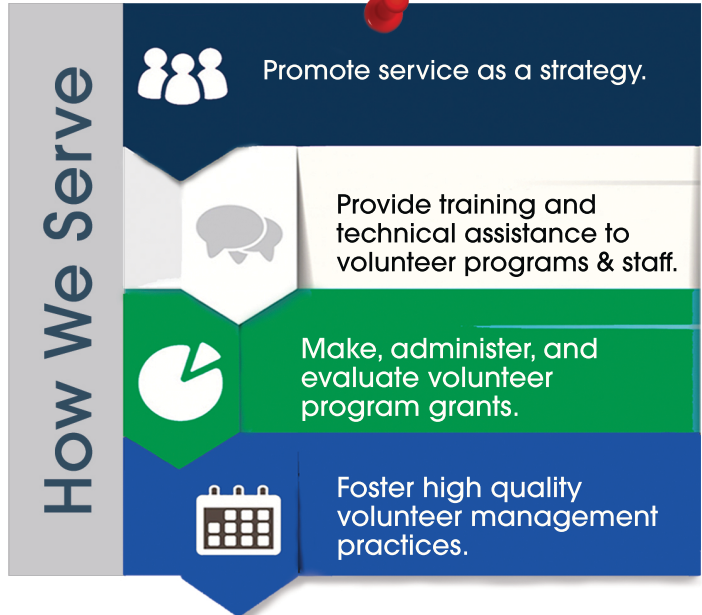 How We Serve
Promote service as a strategy.
Provide training and
technical assistance to
volunteer programs & staff.
Make, administer, and
evaluate volunteer
program grants.
Foster high quality
volunteer management
practices.